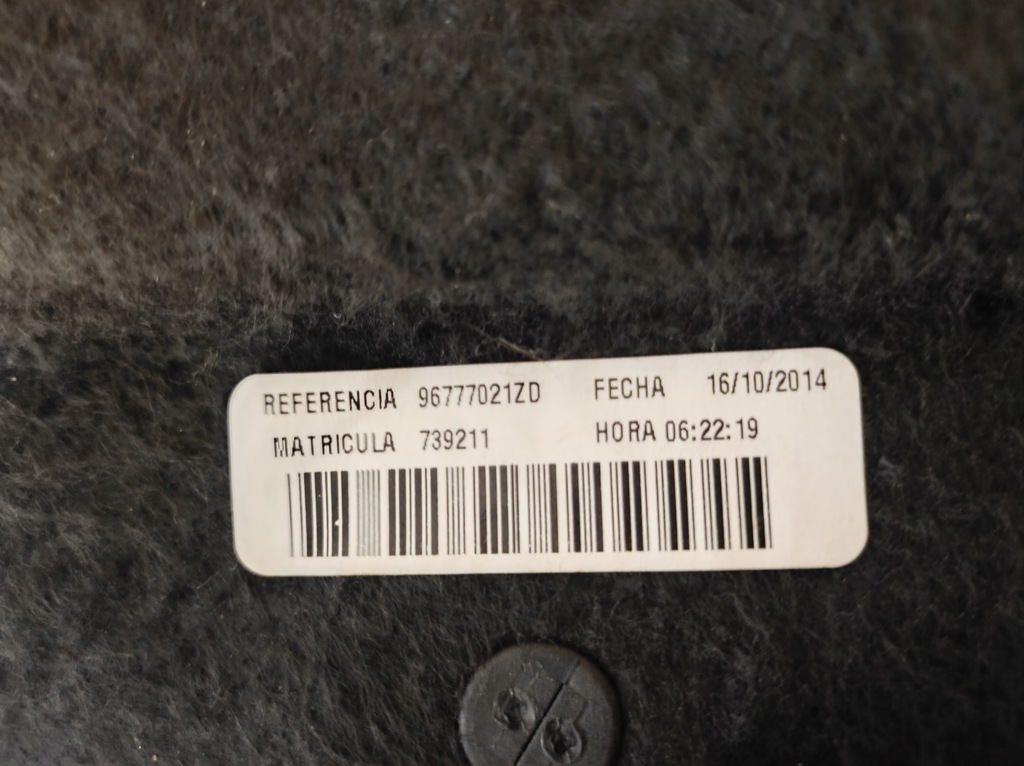 REFERENCIA 96777021ZD FECHA 16/10/2014
MATRICULA 739211 HORA 06:22:19